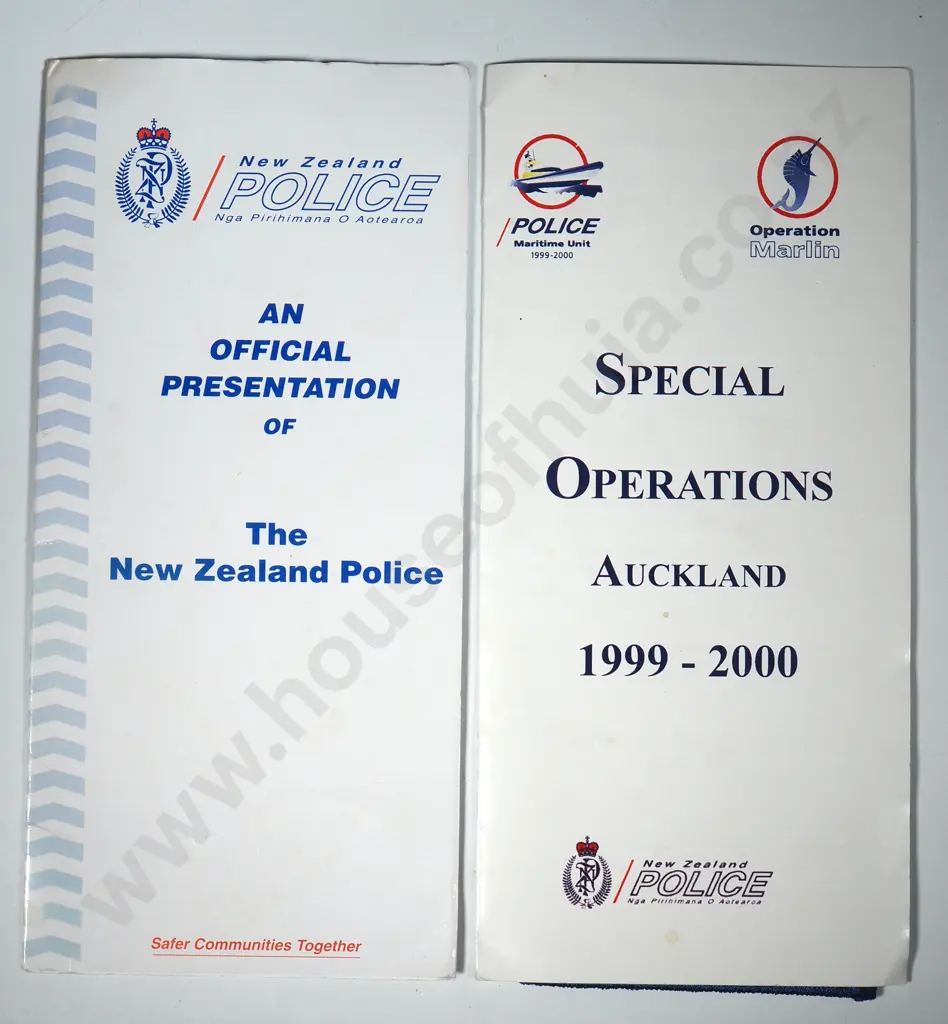 New Zealand
POLICE
Nga Pirihimana O Aotearoa
AN
OFFICIAL
PRESENTATION
OF
The
New Zealand Police
Safer Communities Together
POLICE
Maritime Unit
1999-2000
Operation
Marlin
SPECIAL
OPERATIONS
AUCKLAND
1999 - 2000
New Zealand
POLICE
Nga Pirihimana O Aotearoa
www.houseofhuia.co.nz